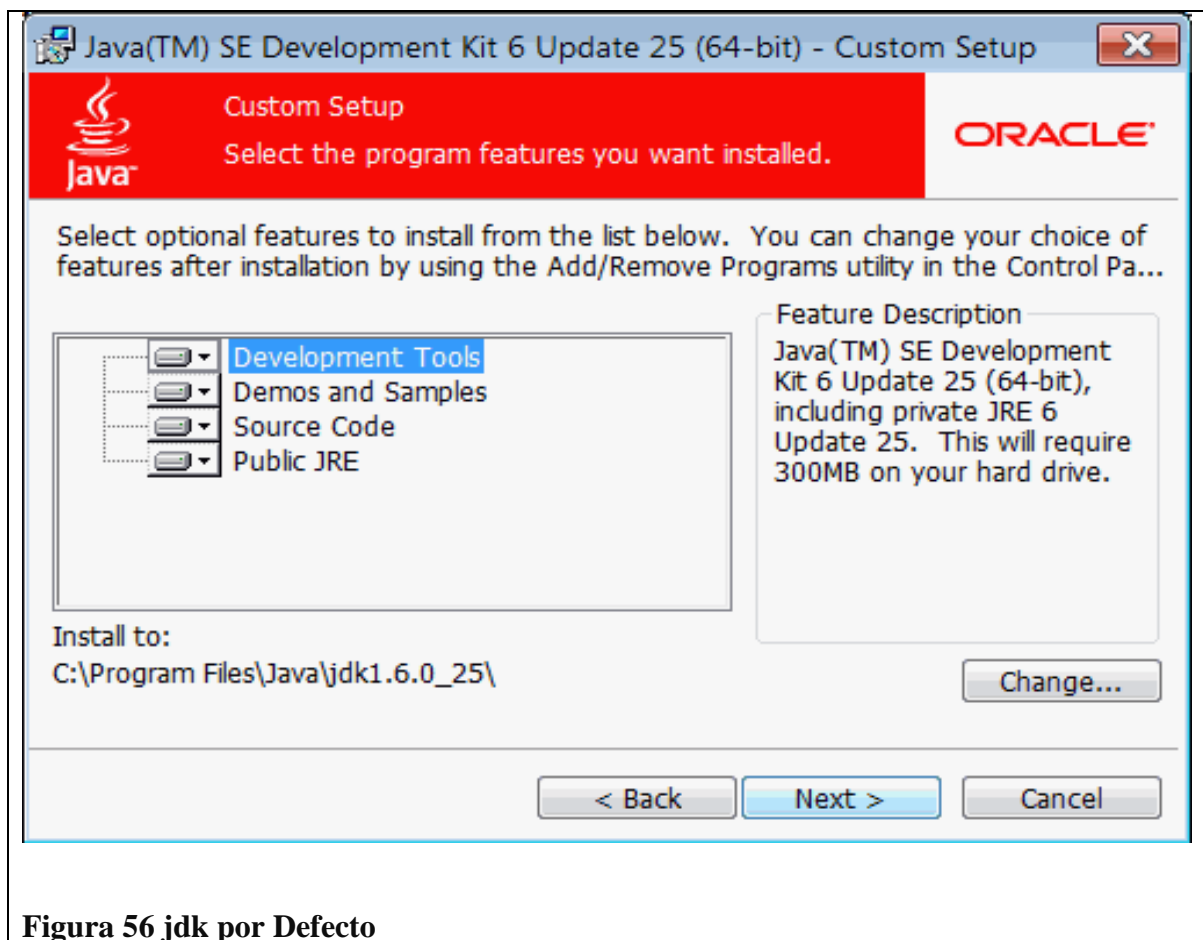 Java(TM) SE Development Kit 6 Update 25 (64-bit) - Custom Setup
Java
Custom Setup
Select the program features you want installed.
ORACLE
Select optional features to install from the list below. You can change your choice of
features after installation by using the Add/Remove Programs utility in the Control Pa...
Development Tools
Demos and Samples
Source Code
Public JRE
Feature Description
Java(TM) SE Development
Kit 6 Update 25 (64-bit),
including private JRE 6
Update 25. This will require
300MB on your hard drive.
Install to:
C:\Program Files\Java\jdk1.6.0_25\
Change...
< Back
Next >
Cancel
Figura 56 jdk por Defecto